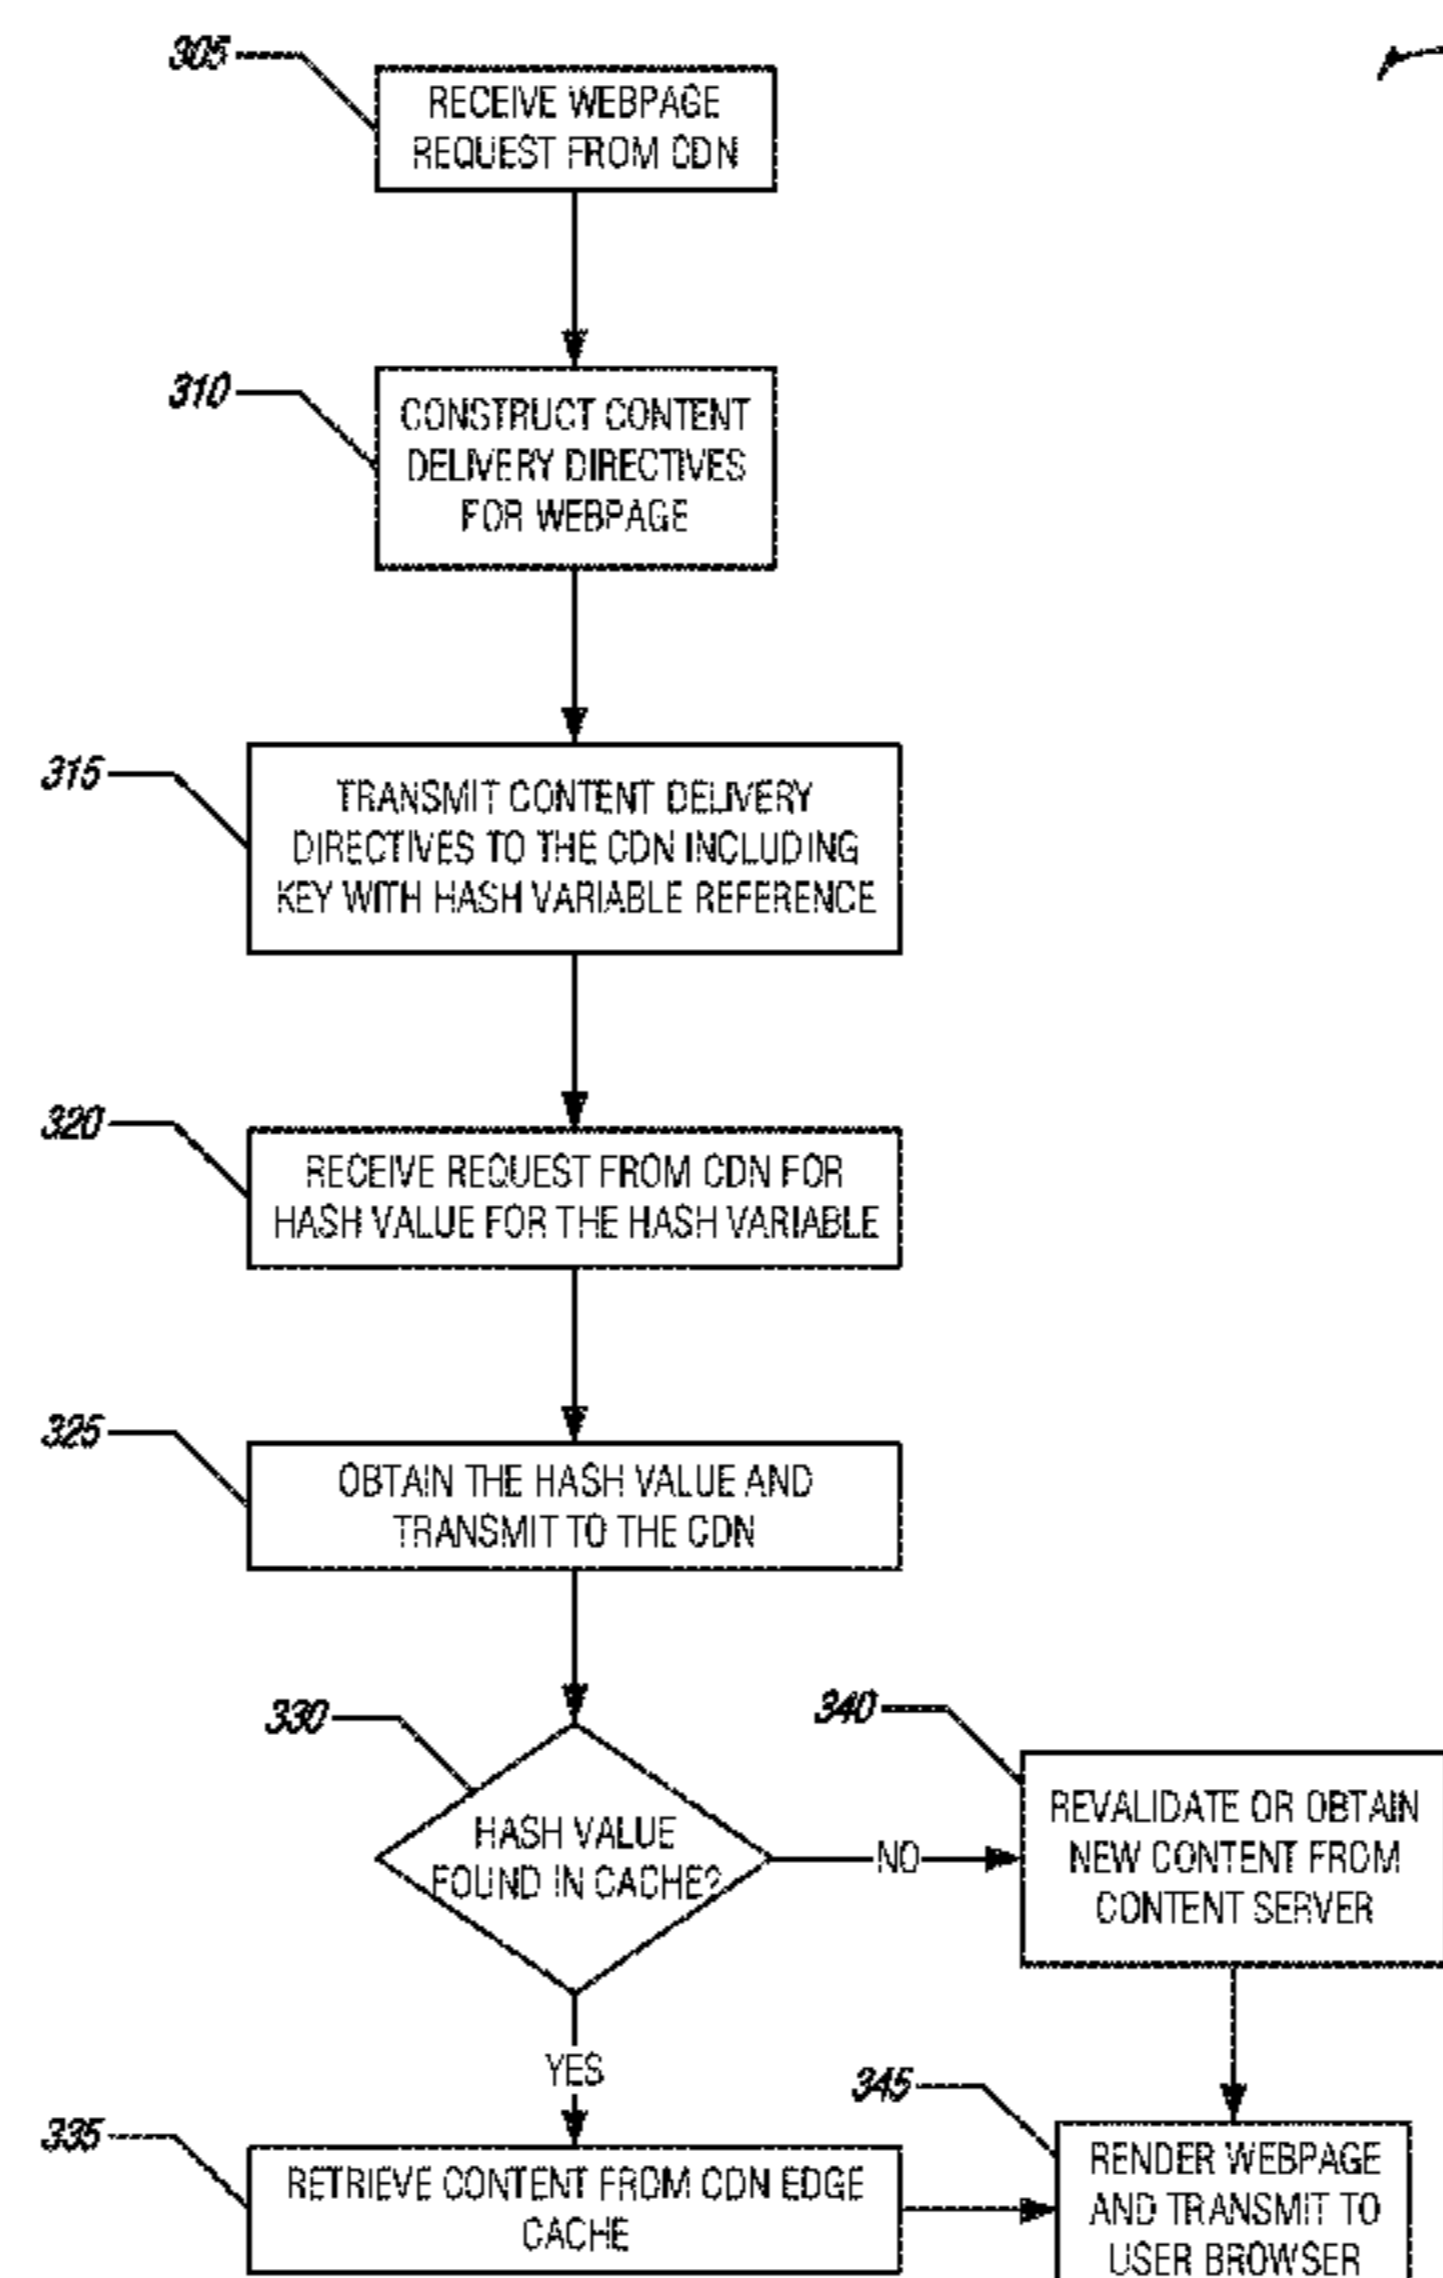 305
RECEIVE WEBPAGE
REQUEST FROM CDN
310
CONSTRUCT CONTENT
DELIVERY DIRECTIVES
FOR WEBPAGE
315
TRANSMIT CONTENT DELIVERY
DIRECTIVES TO THE CDN INCLUDING
KEY WITH HASH VARIABLE REFERENCE
320
RECEIVE REQUEST FROM CDN FOR
HASH VALUE FOR THE HASH VARIABLE
325
OBTAIN THE HASH VALUE AND
TRANSMIT TO THE CDN
330
HASH VALUE
FOUND IN CACHE?
NO
340
REVALIDATE OR OBTAIN
NEW CONTENT FROM
CONTENT SERVER
YES
335
RETRIEVE CONTENT FROM CDN EDGE
CACHE
345
RENDER WEBPAGE
AND TRANSMIT TO
USER BROWSER